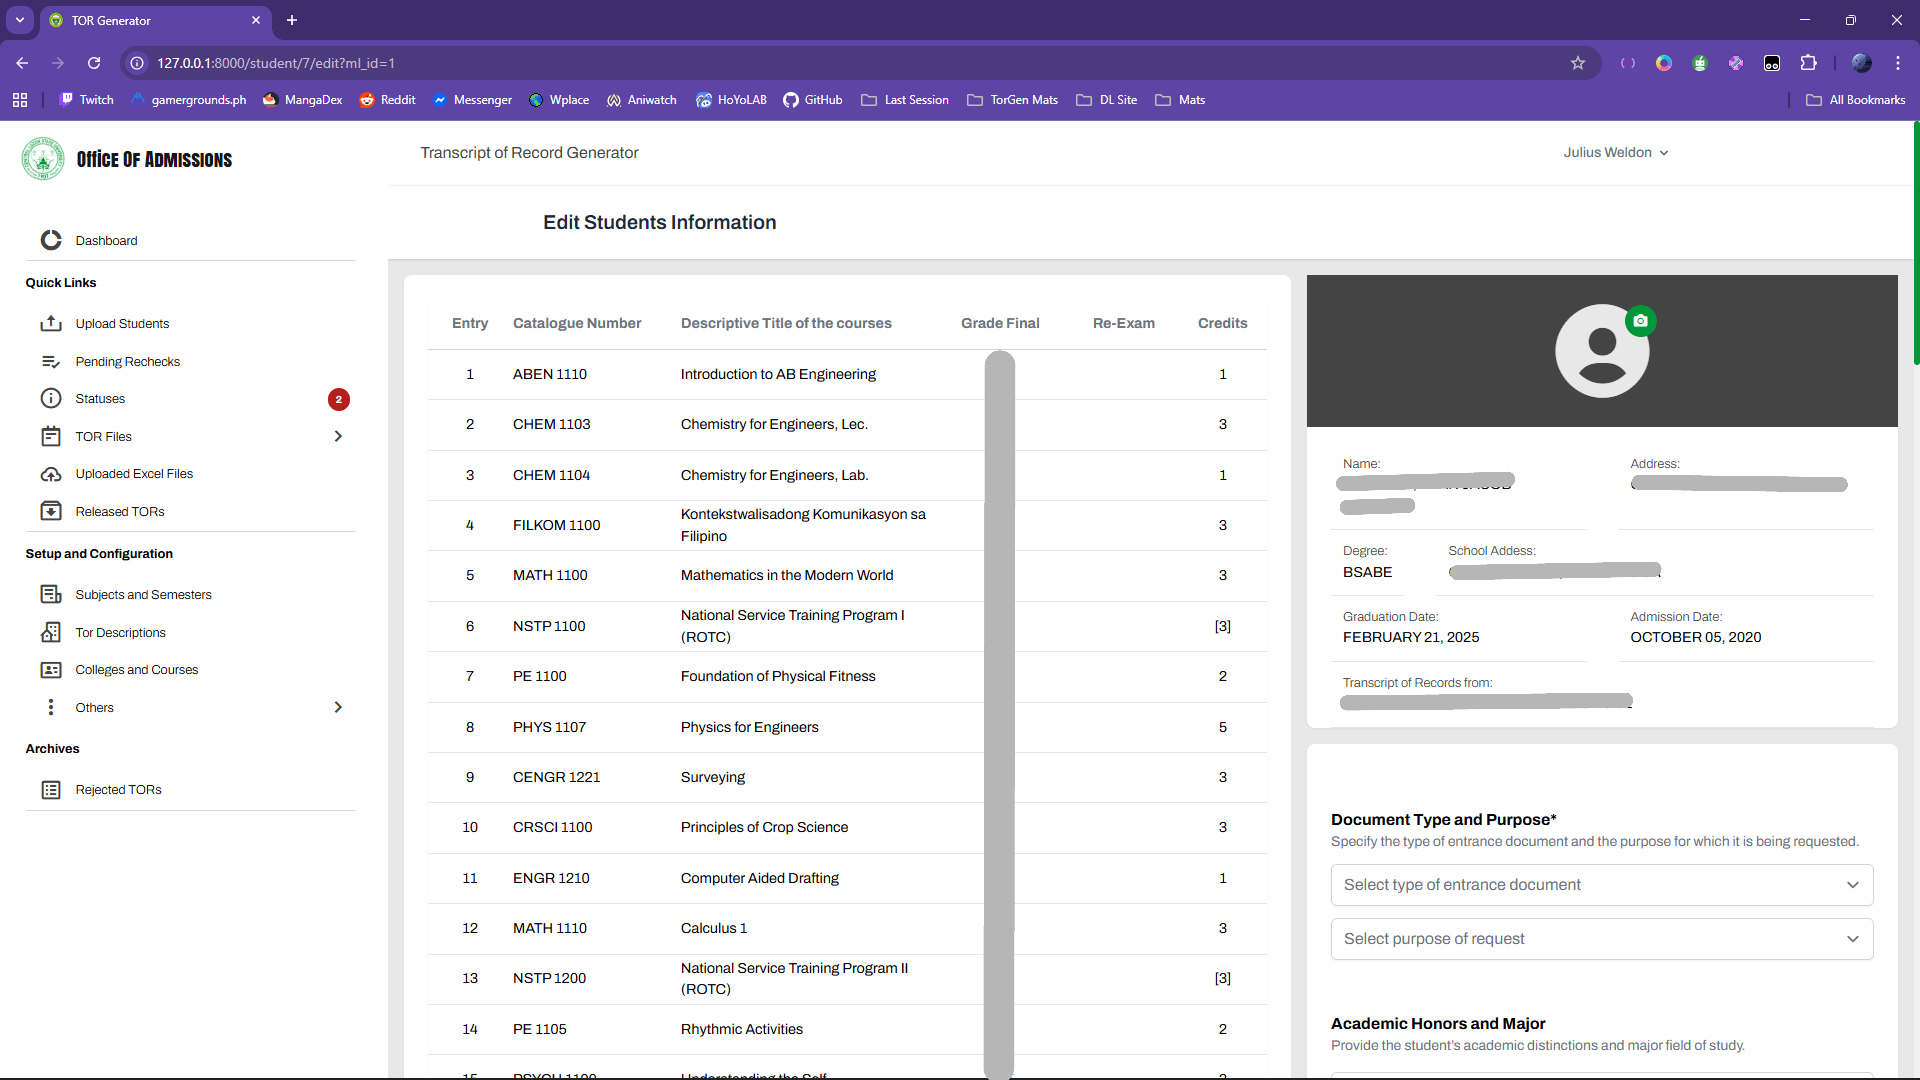 TOR Generator
127.0.0.1:8000/student/7/edit?ml_id=1
Twitch
gamergrounds.ph
MangaDex
Reddit
Messenger
Wplace
Aniwatch
HoYoLAB
GitHub
Last Session
TorGen Mats
DL Site
Mats
All Bookmarks
Office Of Admissions
Transcript of Record Generator
Julius Weldon
Dashboard
Quick Links
Upload Students
Pending Rechecks
Statuses
2
TOR Files
Uploaded Excel Files
Released TORs
Setup and Configuration
Subjects and Semesters
Tor Descriptions
Colleges and Courses
Others
Archives
Rejected TORs
Edit Students Information
Entry Catalogue Number Descriptive Title of the courses Grade Final Re-Exam Credits
1 ABEN 1110 Introduction to AB Engineering 1
2 CHEM 1103 Chemistry for Engineers, Lec. 3
3 CHEM 1104 Chemistry for Engineers, Lab. 1
4 FILKOM 1100 Kontekstwalisadong Komunikasyon sa
Filipino 3
5 MATH 1100 Mathematics in the Modern World 3
6 NSTP 1100 National Service Training Program I
(ROTC) [3]
7 PE 1100 Foundation of Physical Fitness 2
8 PHYS 1107 Physics for Engineers 5
9 CENGR 1221 Surveying 3
10 CRSCI 1100 Principles of Crop Science 3
11 ENGR 1210 Computer Aided Drafting 1
12 MATH 1110 Calculus 1 3
13 NSTP 1200 National Service Training Program II
(ROTC) [3]
14 PE 1105 Rhythmic Activities 2
15 PSYCH 1100 Understanding the Self
Name:
Address:
Degree:
BSABE
School Addess:
Graduation Date:
FEBRUARY 21, 2025
Admission Date:
OCTOBER 05, 2020
Transcript of Records from:
Document Type and Purpose*
Specify the type of entrance document and the purpose for which it is being requested.
Select type of entrance document
Select purpose of request
Academic Honors and Major
Provide the student's academic distinctions and major field of study.